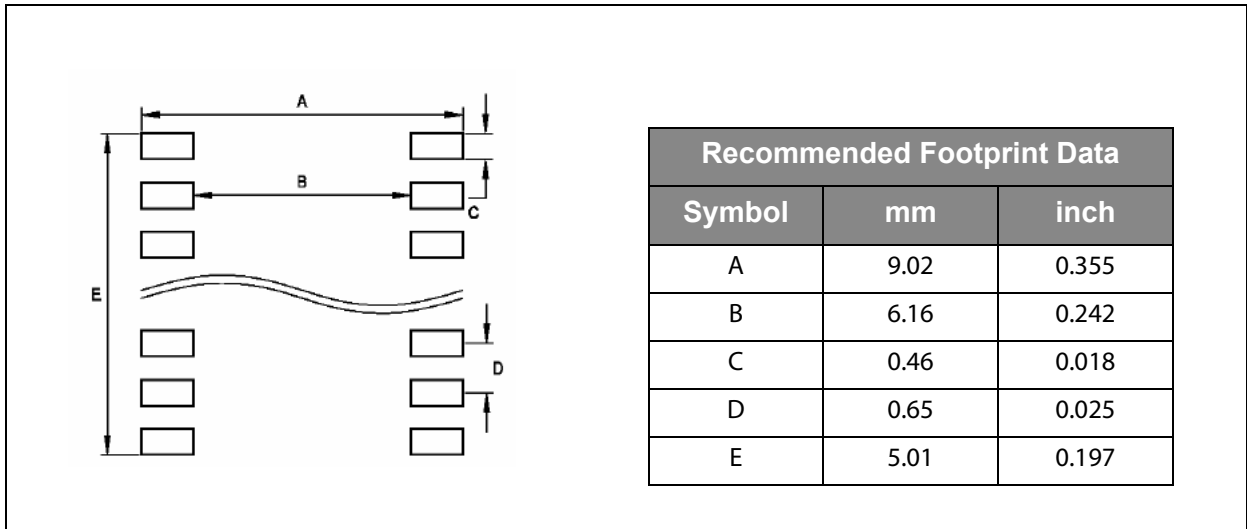 A
B
C
E
D
Recommended Footprint Data
Symbol mm inch
A 9.02 0.355
B 6.16 0.242
C 0.46 0.018
D 0.65 0.025
E 5.01 0.197